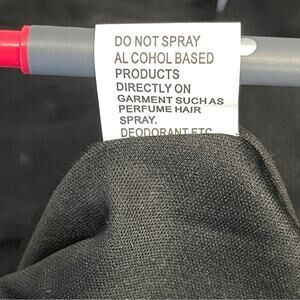 DO NOT SPRAY
AL COHOL BASED
PRODUCTS
DIRECTLY ON
GARMENT SUCH AS
PERFUME HAIR
SPRAY.
DEODORANT ETC